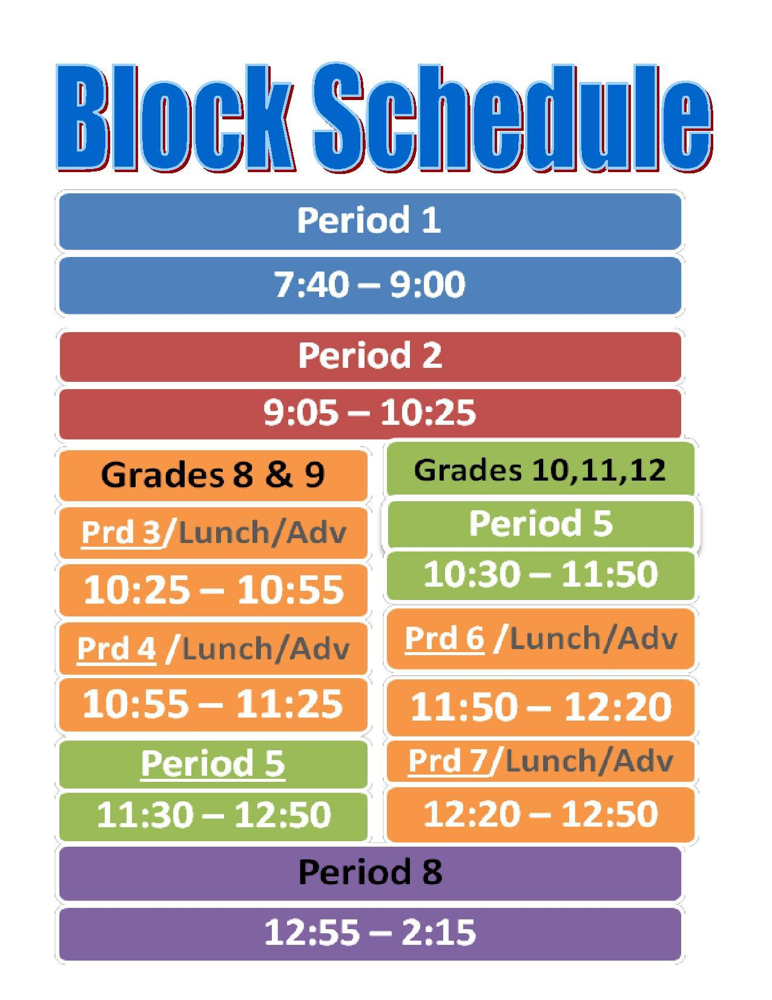 Block Schedule
Period 1
7:40 – 9:00
Period 2
9:05 – 10:25
Grades 8 & 9
Prd 3/Lunch/Adv
10:25 – 10:55
Prd 4 /Lunch/Adv
10:55 – 11:25
Period 5
11:30 – 12:50
Grades 10,11,12
Period 5
10:30 – 11:50
Prd 6 /Lunch/Adv
11:50 – 12:20
Prd 7/Lunch/Adv
12:20 – 12:50
Period 8
12:55 – 2:15